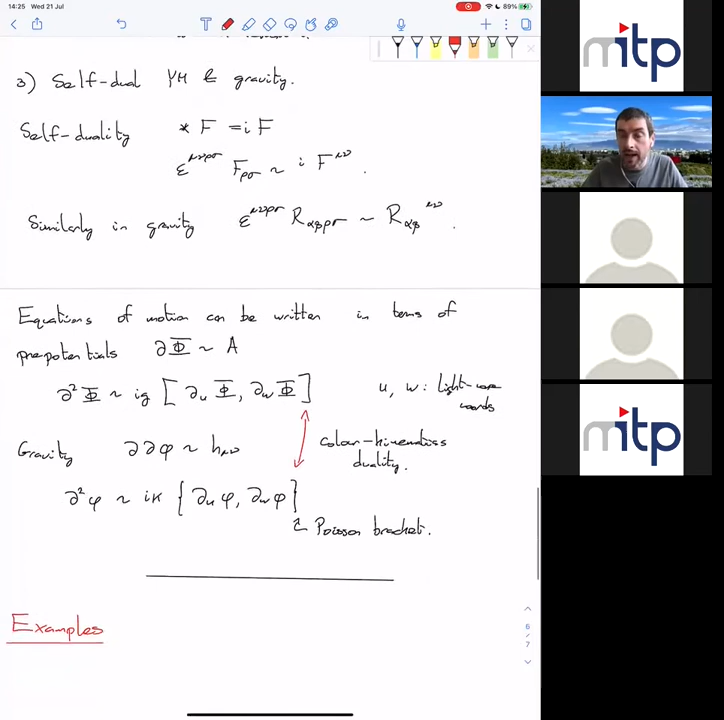 14:25 Wed 21 Jul
89%
3) Self-dual YM & gravity.
Self-duality * F = i F
ε^{μνρσ} F_{ρσ} ~ i F^{μν}.
Similarly in gravity ε^{μνρσ} R_{αβρσ} ~ R_{αβ}^{μν}.
Equations of motion can be written in terms of
prepotentials ∂Φ ~ A
∂²Φ ~ ig [∂_u Φ, ∂_w Φ] u, w: light-cone
coords
Gravity ∂∂φ ~ h_{μν} colour-kinematics
duality.
∂²φ ~ iκ {∂_u φ, ∂_w φ}
Poisson bracket.
Examples
6
/
7
mitp
mitp